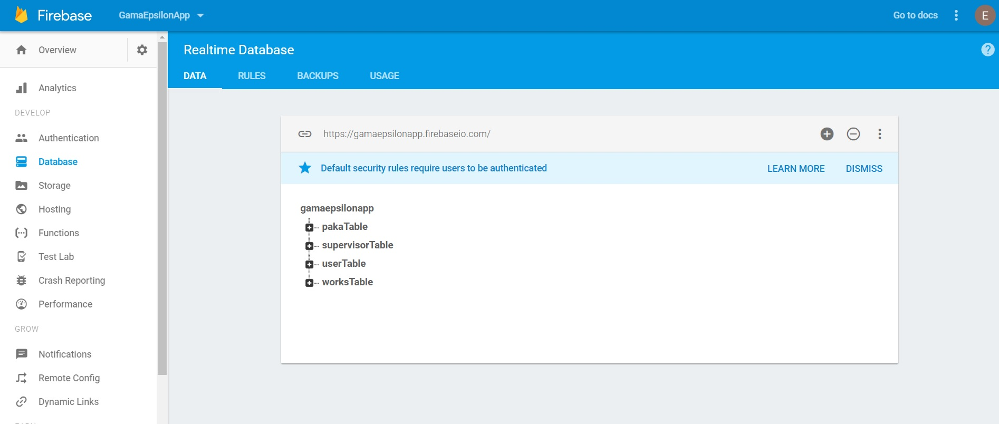 Firebase
GamaEpsilonApp
Go to docs
E
Overview
Analytics
DEVELOP
Authentication
Database
Storage
Hosting
Functions
Test Lab
Crash Reporting
Performance
GROW
Notifications
Remote Config
Dynamic Links
Realtime Database
?
DATA
RULES
BACKUPS
USAGE
https://gamaepsilonapp.firebaseio.com/
Default security rules require users to be authenticated
LEARN MORE
DISMISS
gamaepsilonapp
pakaTable
supervisorTable
userTable
worksTable